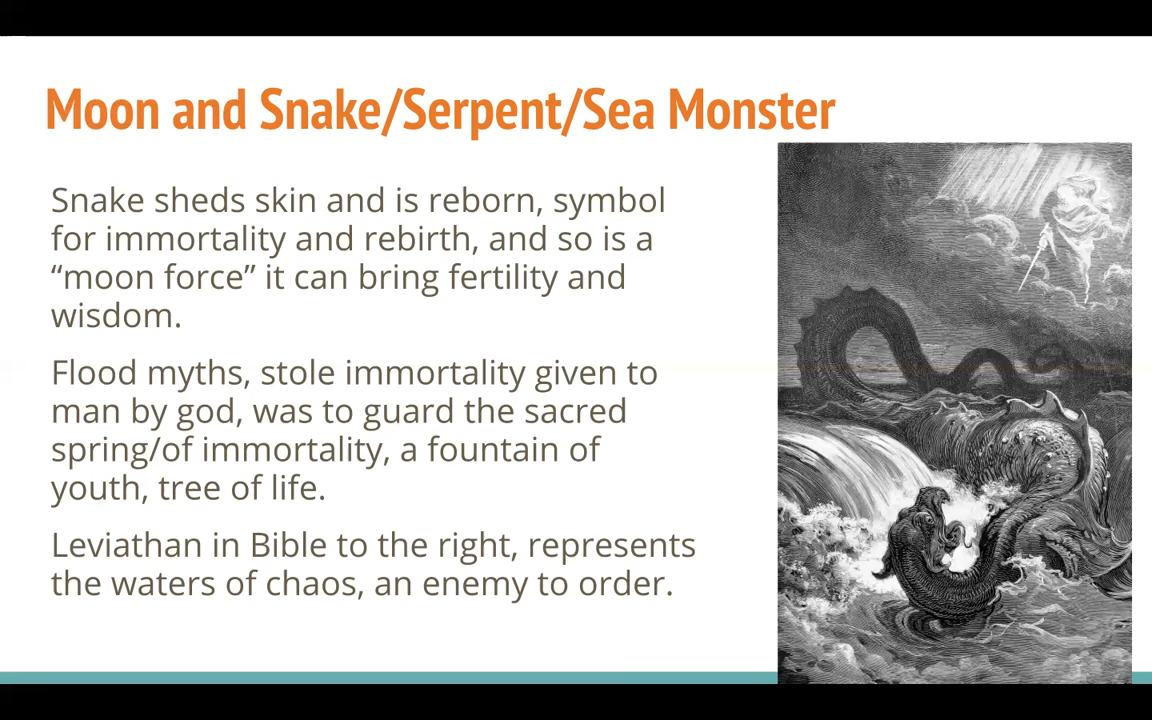 Moon and Snake/Serpent/Sea Monster
Snake sheds skin and is reborn, symbol
for immortality and rebirth, and so is a
“moon force” it can bring fertility and
wisdom.
Flood myths, stole immortality given to
man by god, was to guard the sacred
spring/of immortality, a fountain of
youth, tree of life.
Leviathan in Bible to the right, represents
the waters of chaos, an enemy to order.